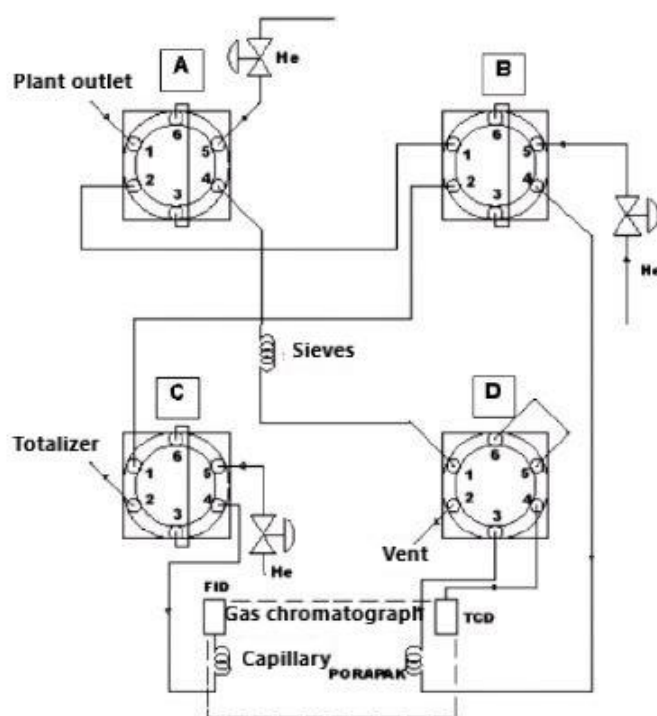 A
He
B
Plant outlet
6
1
5
2
4
3
6
1
5
2
4
3
He
Sieves
C
D
Totalizer
6
1
5
2
4
3
6
1
5
2
4
3
He
Vent
FID
Gas chromatograph
TCD
Capillary
PORAPAK